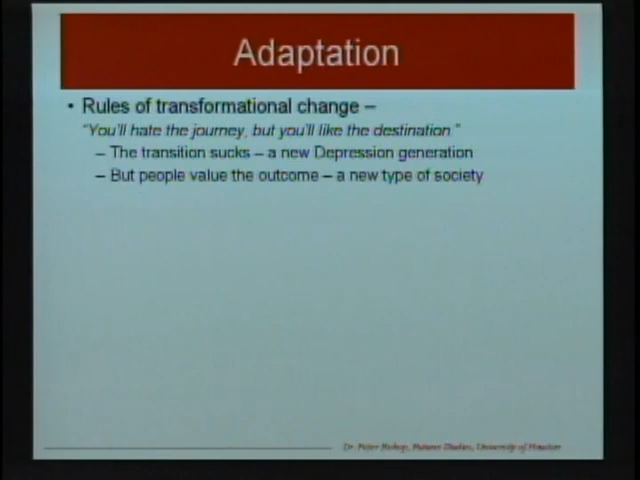 Adaptation
• Rules of transformational change –
"You'll hate the journey, but you'll like the destination."
– The transition sucks – a new Depression generation
– But people value the outcome – a new type of society
Dr. Peter Bishop, Futures Studies, University of Houston